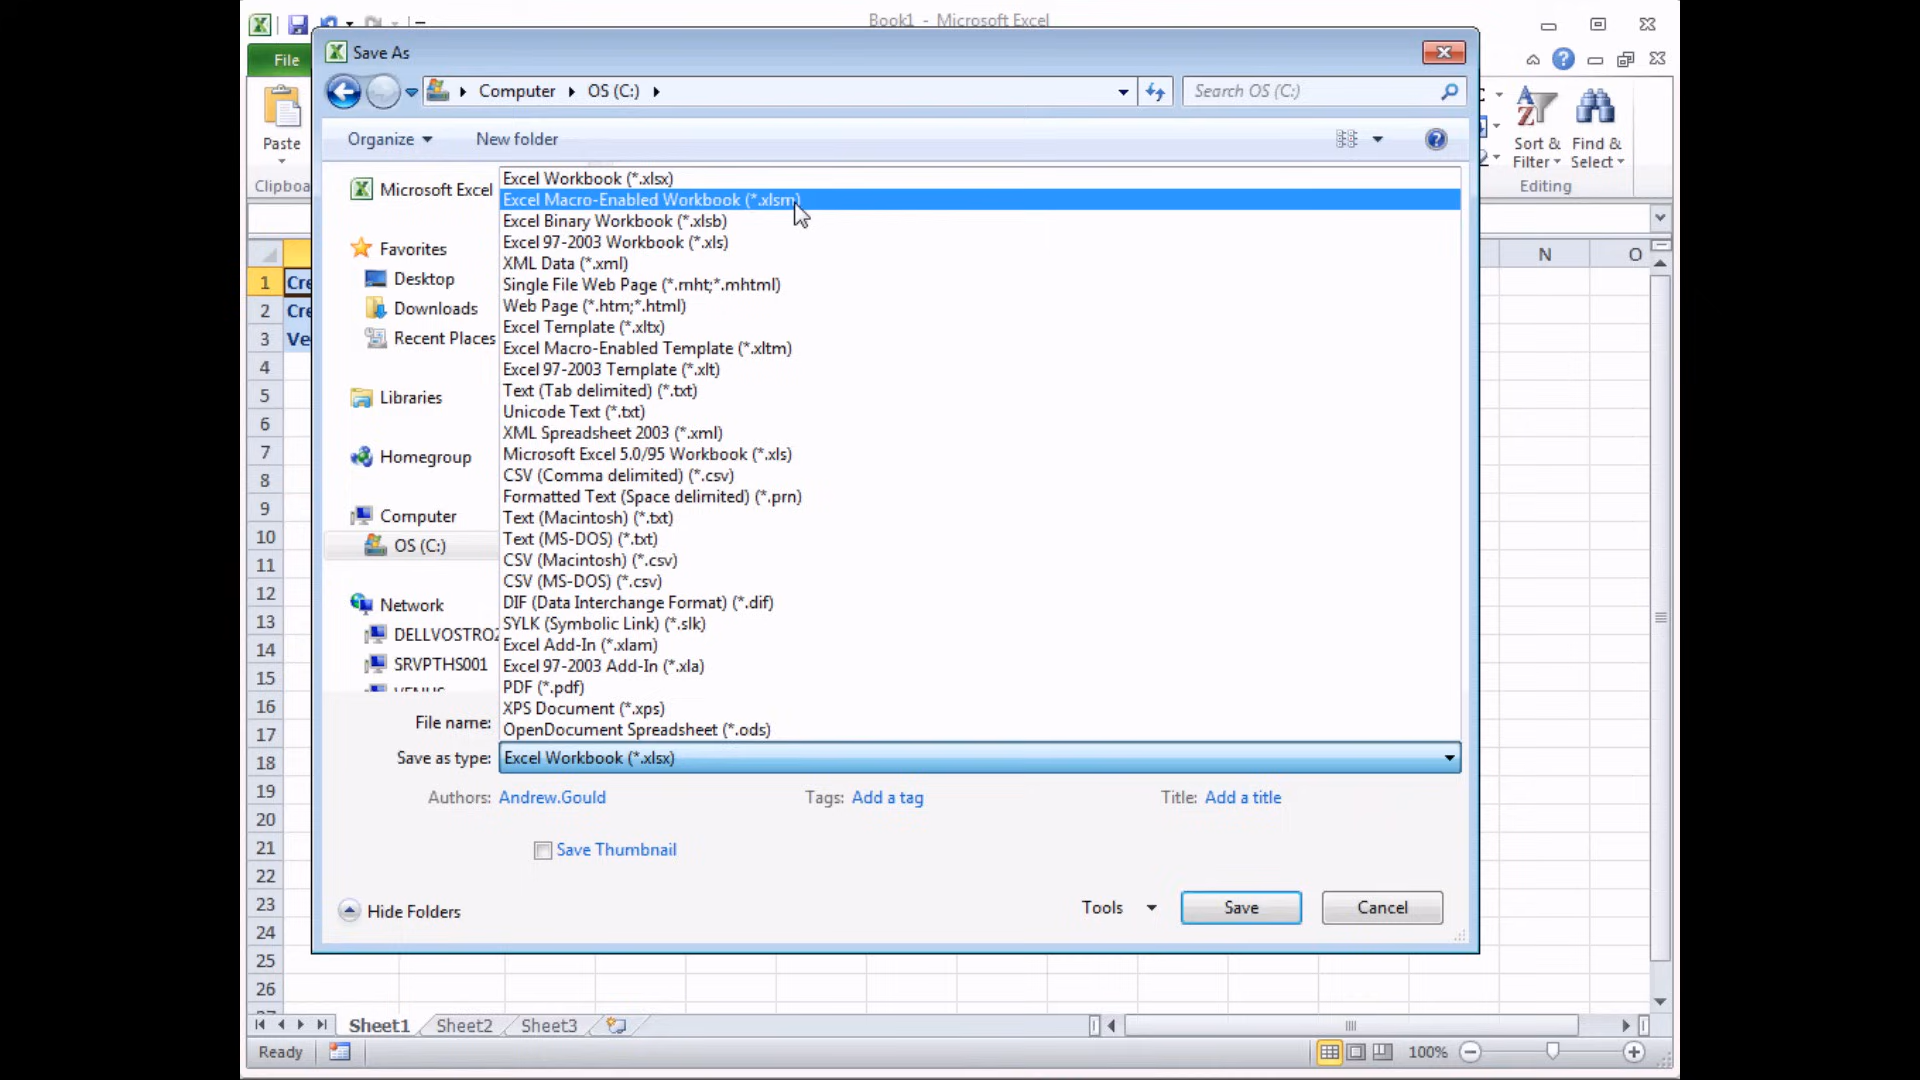 Book1 - Microsoft Excel
File
Save As
Computer
OS (C:)
Search OS (C:)
Organize
New folder
Paste
Clipboa
Sort &
Filter
Find &
Select
Editing
Microsoft Excel
Favorites
Desktop
Downloads
Recent Places
Libraries
Homegroup
Computer
OS (C:)
Network
DELLVOSTRO2
SRVPTHS001
Excel Workbook (*.xlsx)
Excel Macro-Enabled Workbook (*.xlsm)
Excel Binary Workbook (*.xlsb)
Excel 97-2003 Workbook (*.xls)
XML Data (*.xml)
Single File Web Page (*.mht;*.mhtml)
Web Page (*.htm;*.html)
Excel Template (*.xltx)
Excel Macro-Enabled Template (*.xltm)
Excel 97-2003 Template (*.xlt)
Text (Tab delimited) (*.txt)
Unicode Text (*.txt)
XML Spreadsheet 2003 (*.xml)
Microsoft Excel 5.0/95 Workbook (*.xls)
CSV (Comma delimited) (*.csv)
Formatted Text (Space delimited) (*.prn)
Text (Macintosh) (*.txt)
Text (MS-DOS) (*.txt)
CSV (Macintosh) (*.csv)
CSV (MS-DOS) (*.csv)
DIF (Data Interchange Format) (*.dif)
SYLK (Symbolic Link) (*.slk)
Excel Add-In (*.xlam)
Excel 97-2003 Add-In (*.xla)
PDF (*.pdf)
XPS Document (*.xps)
OpenDocument Spreadsheet (*.ods)
File name:
Save as type: Excel Workbook (*.xlsx)
Authors: Andrew.Gould
Tags: Add a tag
Title: Add a title
Save Thumbnail
Hide Folders
Tools
Save
Cancel
N O
1 Cre
2 Cre
3 Ve
4
5
6
7
8
9
10
11
12
13
14
15
16
17
18
19
20
21
22
23
24
25
26
Sheet1 Sheet2 Sheet3
Ready
100%